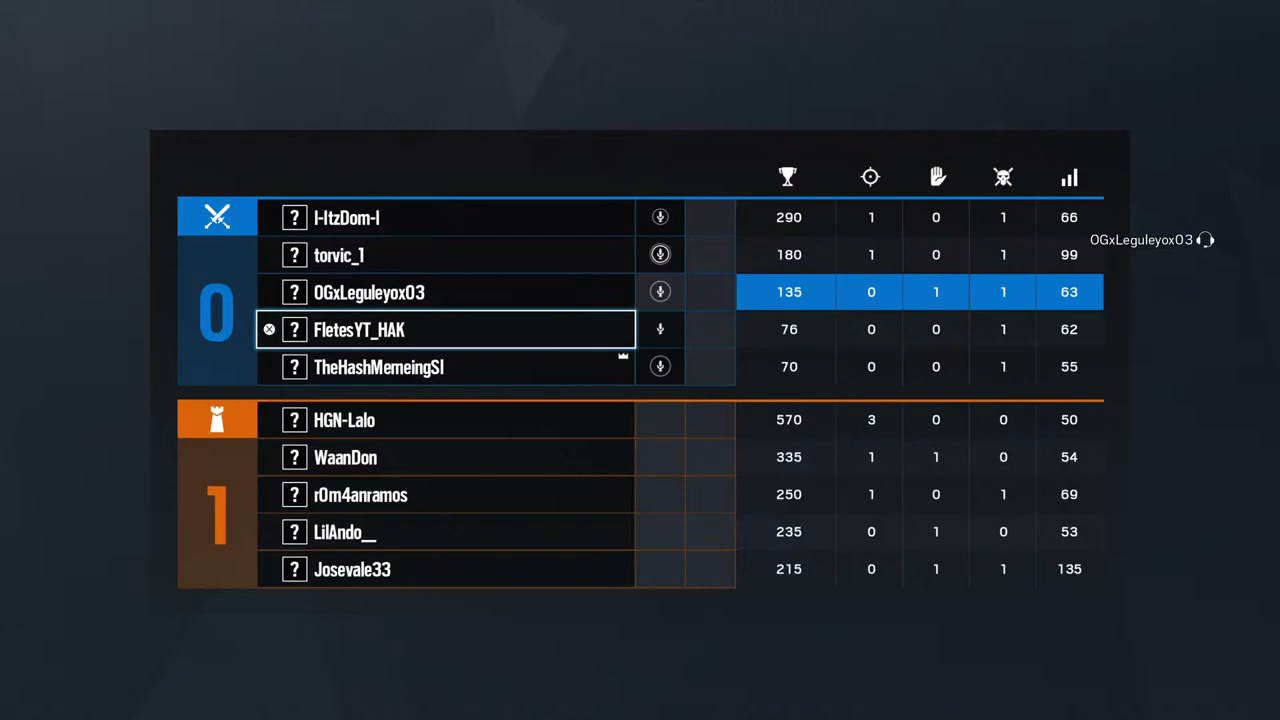 ? I-ItzDom-I 290 1 0 1 66
? torvic_1 180 1 0 1 99
OGxLeguleyox03
0
? OGxLeguleyox03 135 0 1 1 63
? FletesYT_HAK 76 0 0 1 62
? TheHashMemeingSl 70 0 0 1 55
? HGN-Lalo 570 3 0 0 50
? WaanDon 335 1 1 0 54
1
? r0m4anramos 250 1 0 1 69
? LilAndo__ 235 0 1 0 53
? Josevale33 215 0 1 1 135